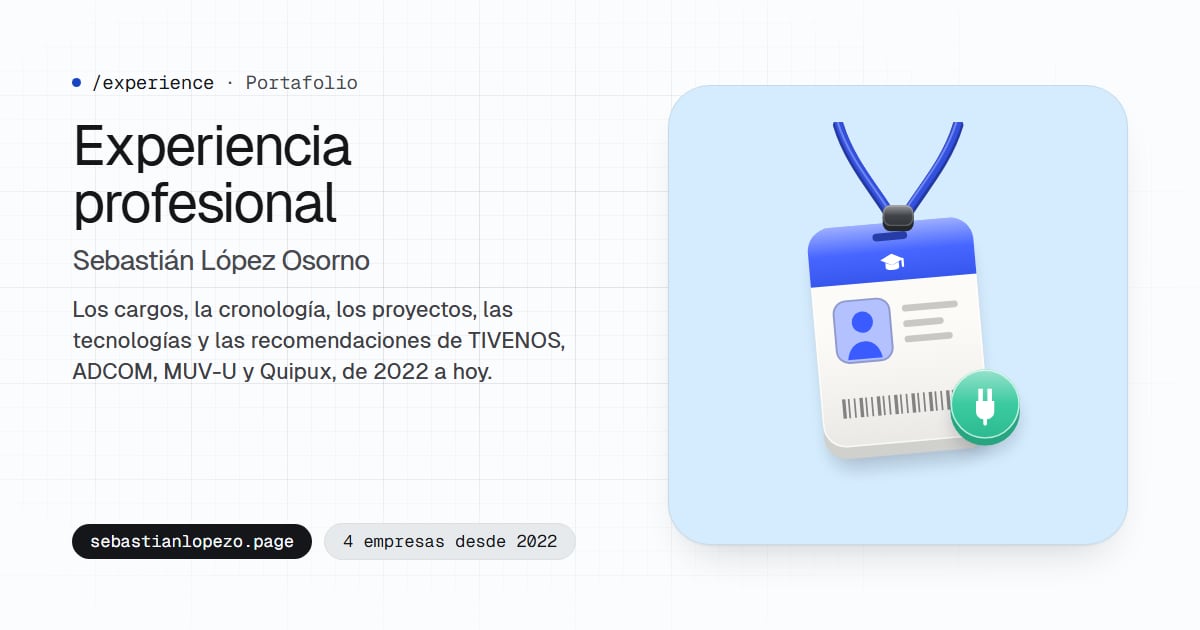 /experience · Portafolio
Experiencia
profesional
Sebastián López Osorno
Los cargos, la cronología, los proyectos, las
tecnologías y las recomendaciones de TIVENOS,
ADCOM, MUV-U y Quipux, de 2022 a hoy.
sebastianlopezo.page
4 empresas desde 2022